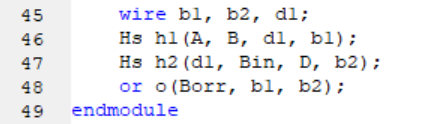 45 wire b1, b2, d1;
46 Hs h1(A, B, d1, b1);
47 Hs h2(d1, Bin, D, b2);
48 or o(Borr, b1, b2);
49 endmodule